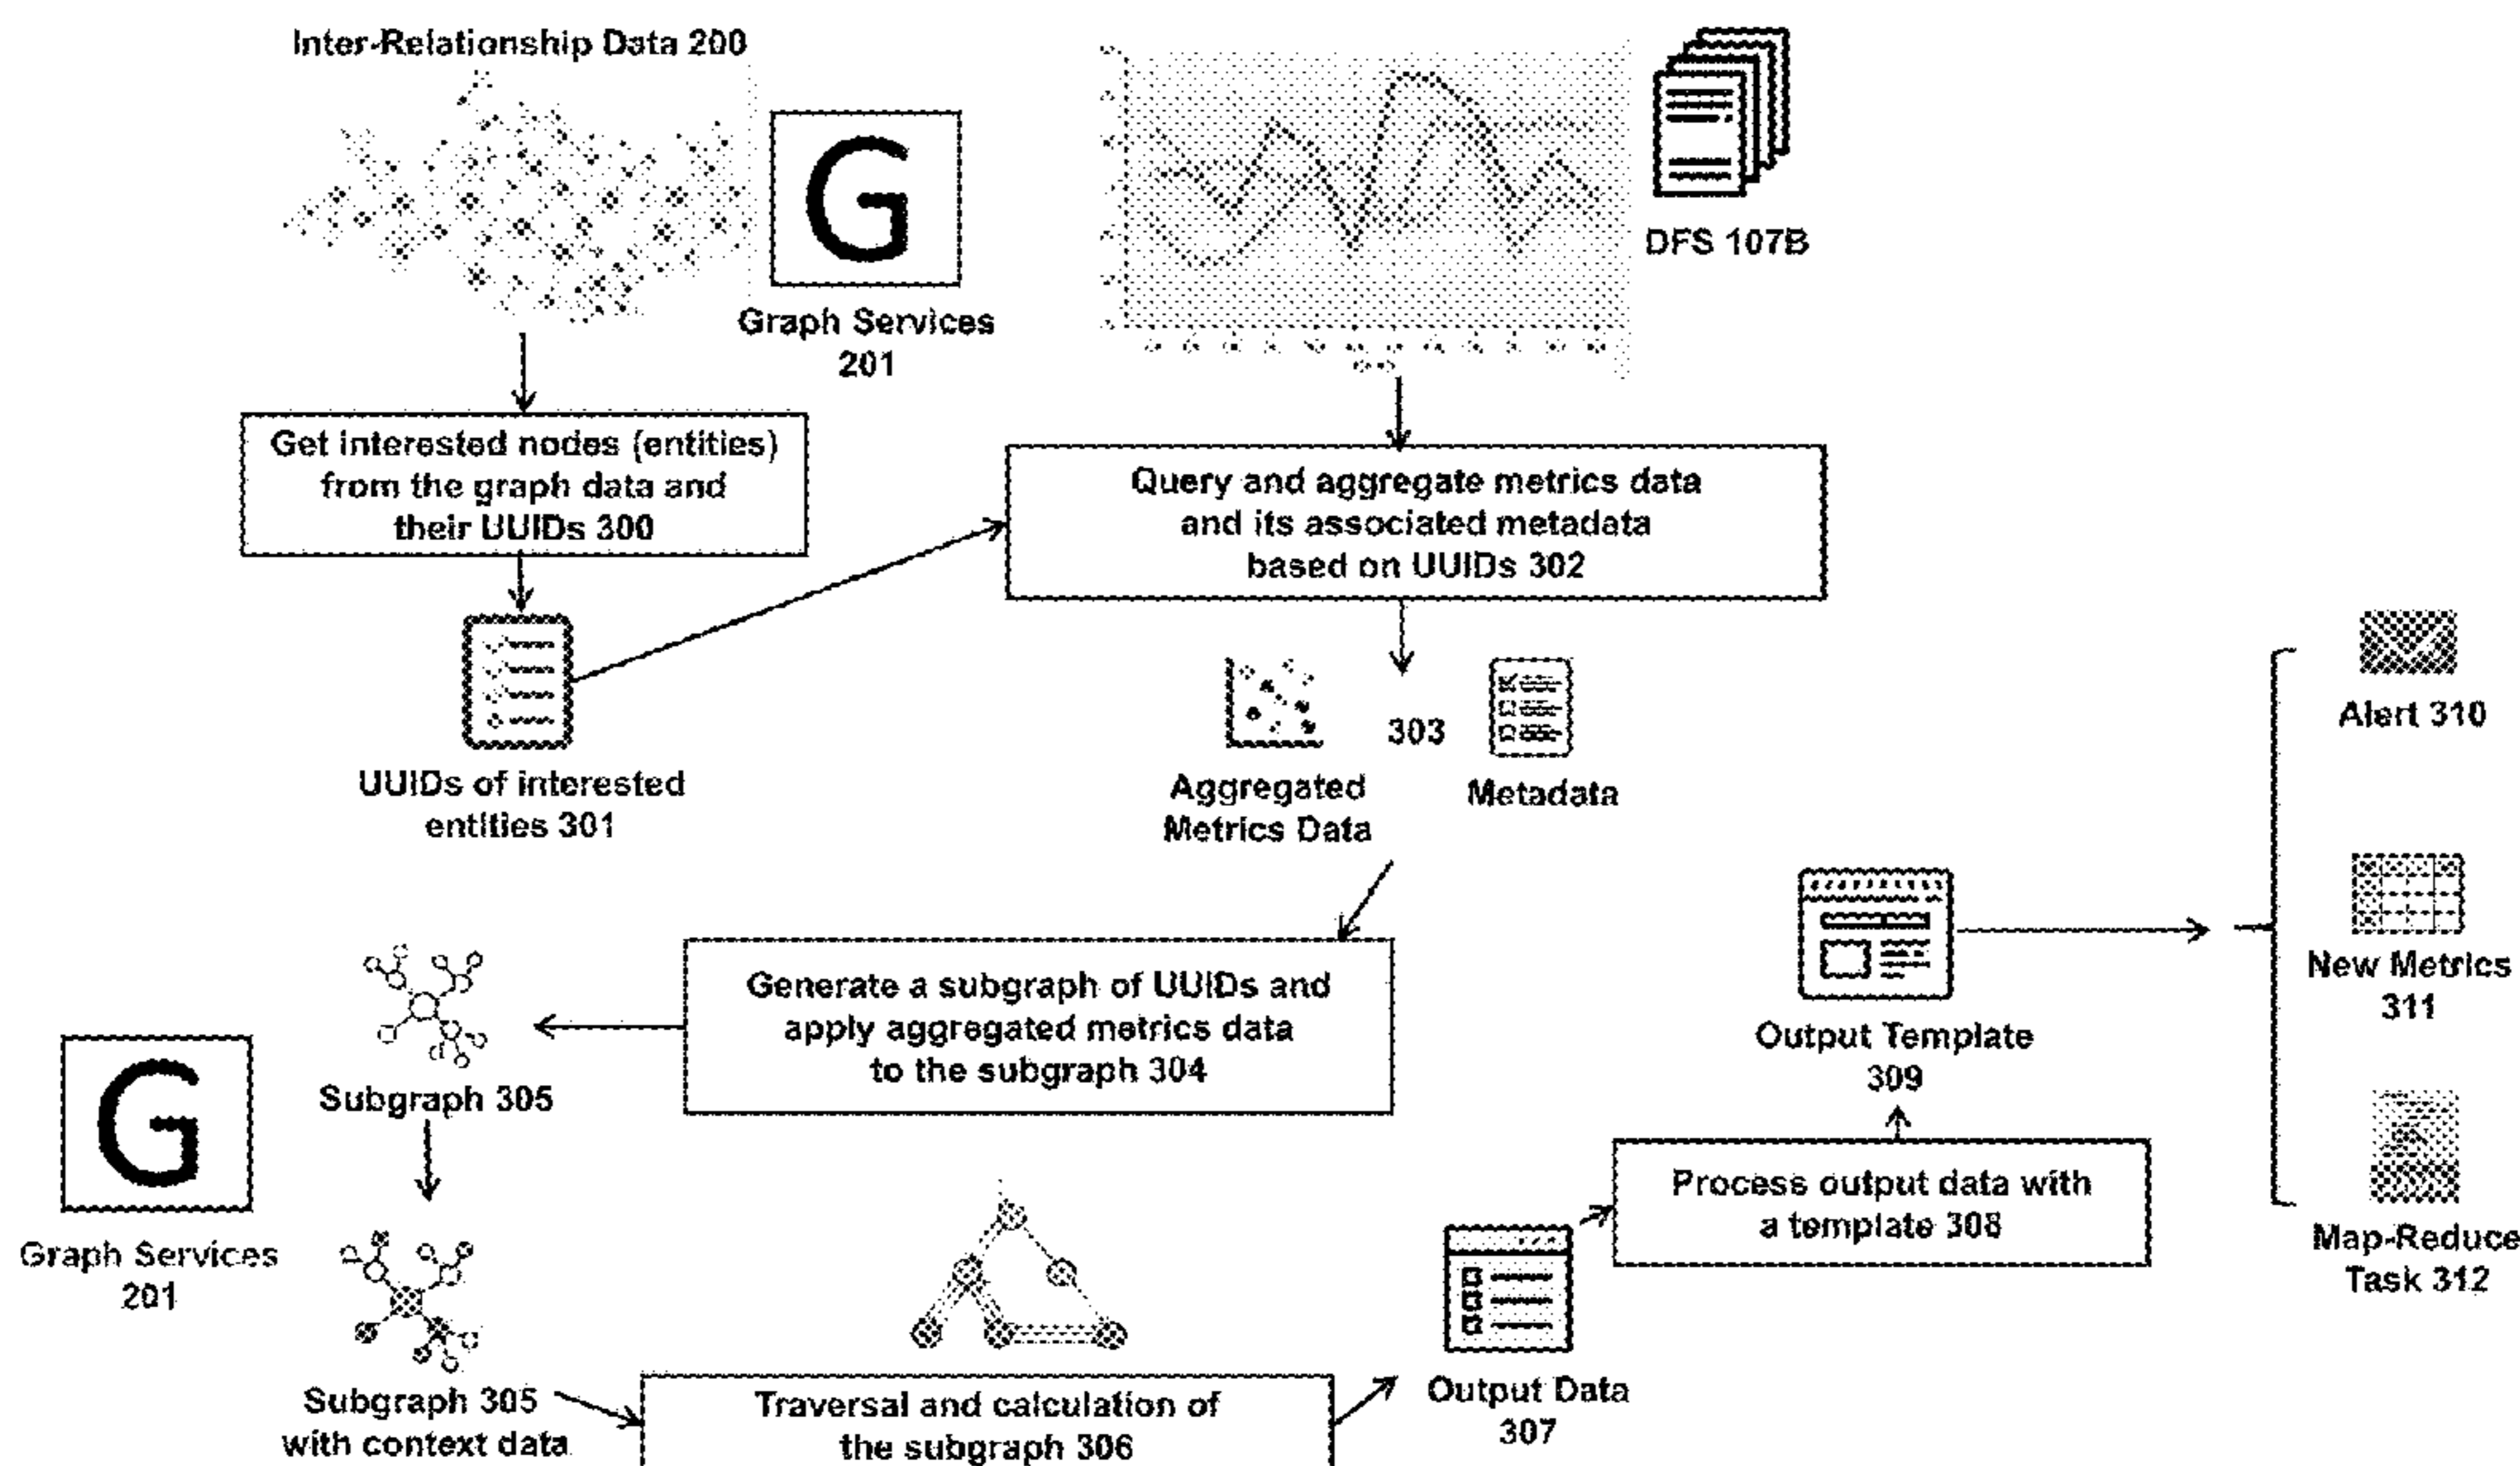 Inter-Relationship Data 200
G
Graph Services
201
DFS 107B
Get interested nodes (entities)
from the graph data and
their UUIDs 300
Query and aggregate metrics data
and its associated metadata
based on UUIDs 302
UUIDs of interested
entities 301
303
Aggregated
Metrics Data
Metadata
Alert 310
New Metrics
311
Map-Reduce
Task 312
Generate a subgraph of UUIDs and
apply aggregated metrics data
to the subgraph 304
Subgraph 305
G
Graph Services
201
Output Template
309
Process output data with
a template 308
Subgraph 305
with context data
Traversal and calculation of
the subgraph 306
Output Data
307